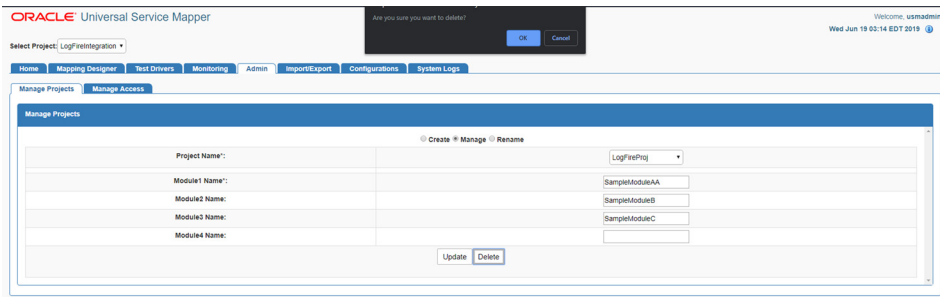 ORACLE Universal Service Mapper
Are you sure you want to delete?
OK Cancel
Welcome, usmadmin
Wed Jun 19 03:14 EDT 2019
Select Project: LogFireIntegration
Home Mapping Designer Test Drivers Monitoring Admin Import/Export Configurations System Logs
Manage Projects Manage Access
Manage Projects
Create Manage Rename
Project Name*: LogFireProj
Module1 Name*: SampleModuleAA
Module2 Name: SampleModuleB
Module3 Name: SampleModuleC
Module4 Name:
Update Delete